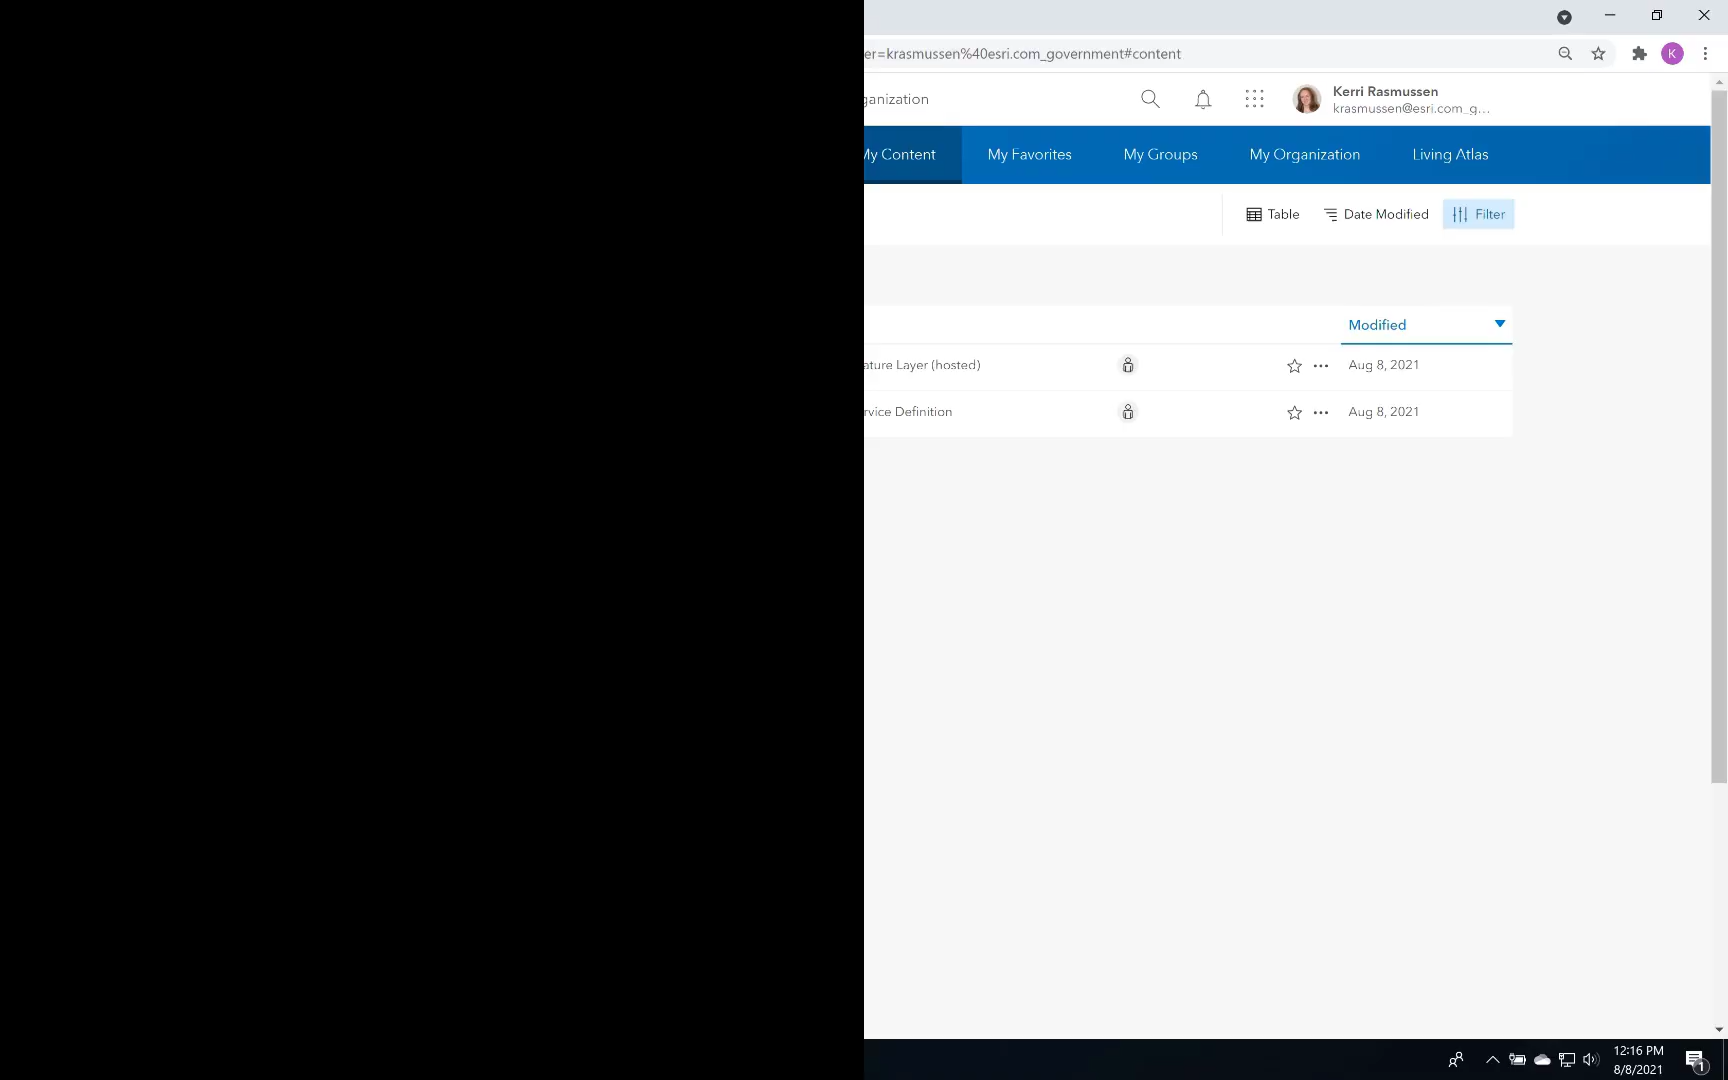 er=krasmussen%40esri.com_government#content
K
ganization
Kerri Rasmussen
krasmussen@esri.com_g...
My Content
My Favorites
My Groups
My Organization
Living Atlas
Table
Date Modified
Filter
Modified
ature Layer (hosted)
Aug 8, 2021
rvice Definition
Aug 8, 2021
12:16 PM
8/8/2021
1